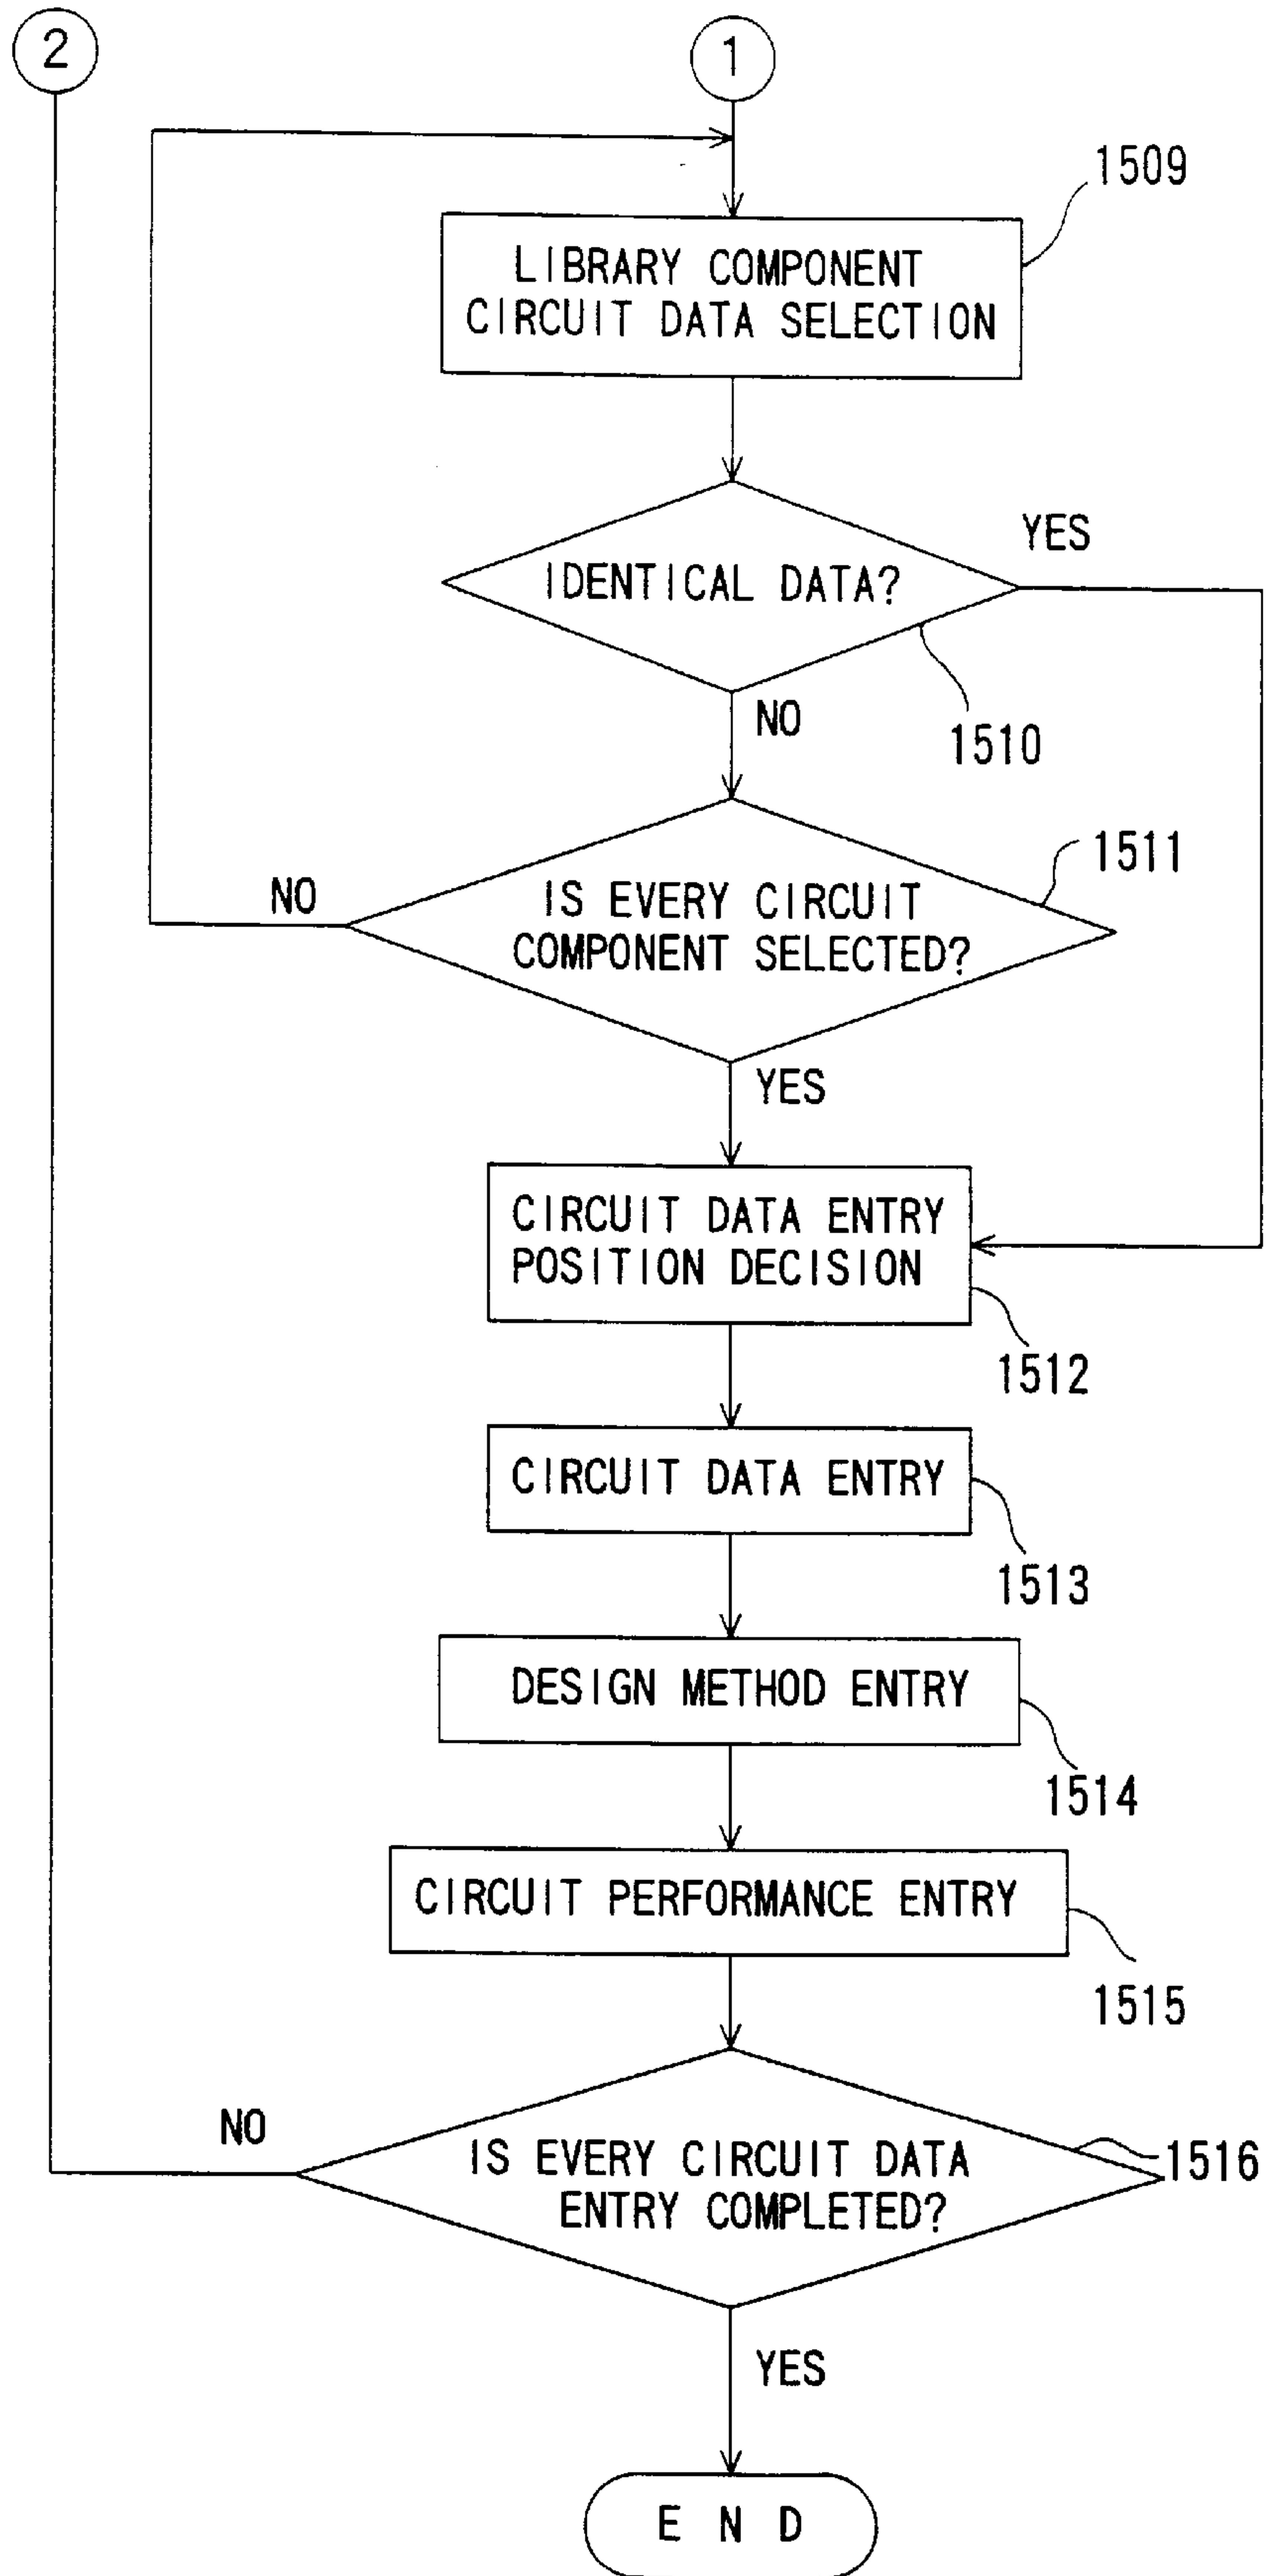 2
1
1509
LIBRARY COMPONENT
CIRCUIT DATA SELECTION
YES
IDENTICAL DATA?
NO
1510
1511
NO
IS EVERY CIRCUIT
COMPONENT SELECTED?
YES
CIRCUIT DATA ENTRY
POSITION DECISION
1512
CIRCUIT DATA ENTRY
1513
DESIGN METHOD ENTRY
1514
CIRCUIT PERFORMANCE ENTRY
1515
NO
IS EVERY CIRCUIT DATA
ENTRY COMPLETED?
1516
YES
END